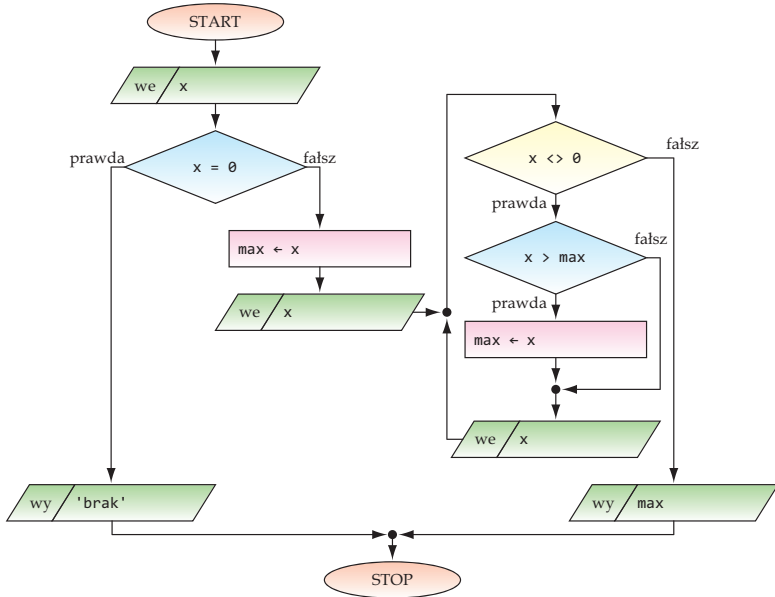 START
we x
x = 0
prawda
fałsz
max ← x
we x
x <> 0
fałsz
prawda
x > max
fałsz
prawda
max ← x
we x
wy 'brak'
wy max
STOP